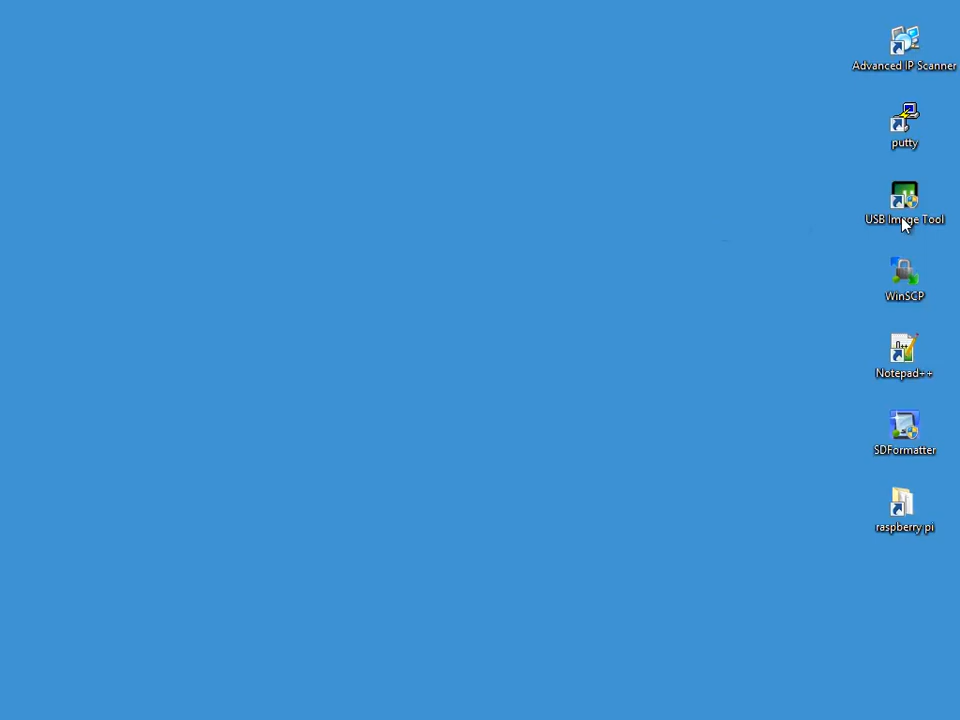 Advanced IP Scanner
putty
USB Image Tool
WinSCP
Notepad++
SDFormatter
raspberry pi